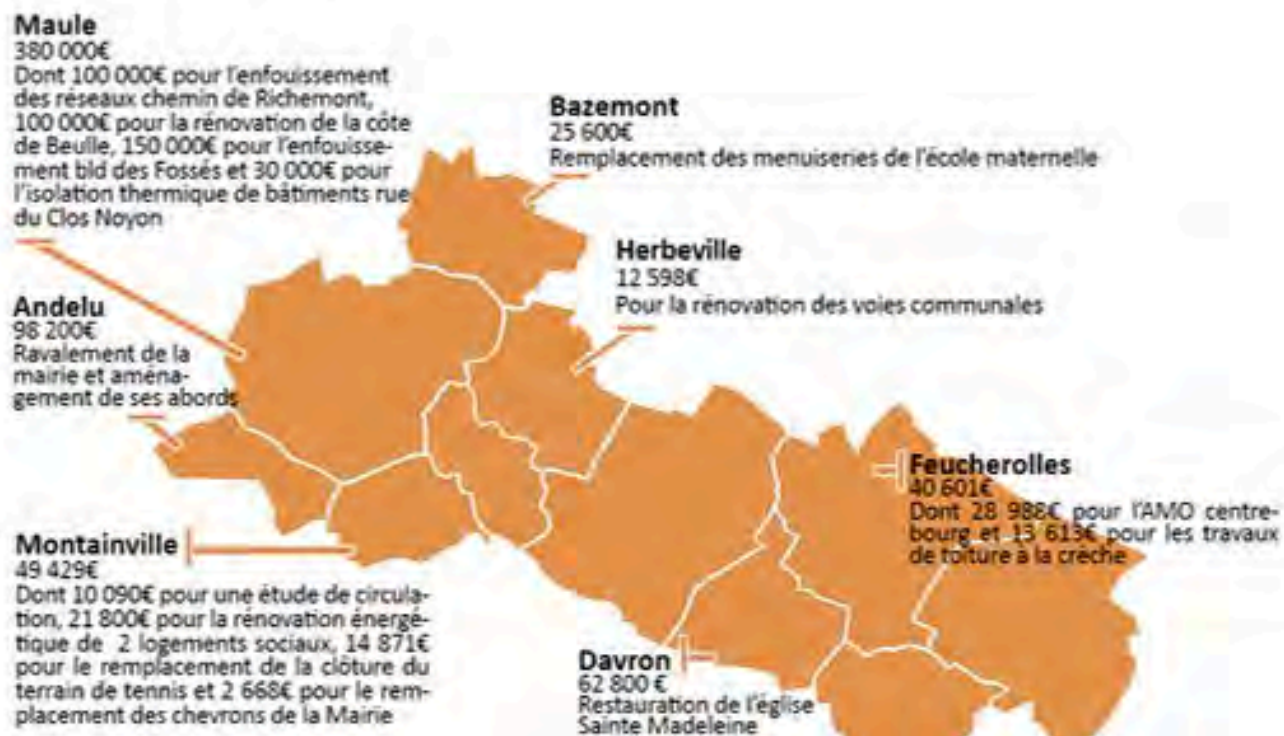 Maule
380 000€
Dont 100 000€ pour l'enfouissement
des réseaux chemin de Richemont,
100 000€ pour la rénovation de la côte
de Beulle, 150 000€ pour l'enfouisse-
ment bld des Fossés et 30 000€ pour
l'isolation thermique de bâtiments rue
du Clos Noyon
Bazemont
25 600€
Remplacement des menuiseries de l'école maternelle
Herbeville
12 598€
Pour la rénovation des voies communales
Andelu
98 200€
Ravalement de la
mairie et aména-
gement de ses abords
Feucherolles
40 601€
Dont 28 988€ pour l'AMO centre-
bourg et 13 613€ pour les travaux
de toiture à la crèche
Montainville
49 429€
Dont 10 090€ pour une étude de circula-
tion, 21 800€ pour la rénovation énergé-
tique de 2 logements sociaux, 14 871€
pour le remplacement de la clôture du
terrain de tennis et 2 668€ pour le rem-
placement des chevrons de la Mairie
Davron
62 800 €
Restauration de l'église
Sainte Madeleine